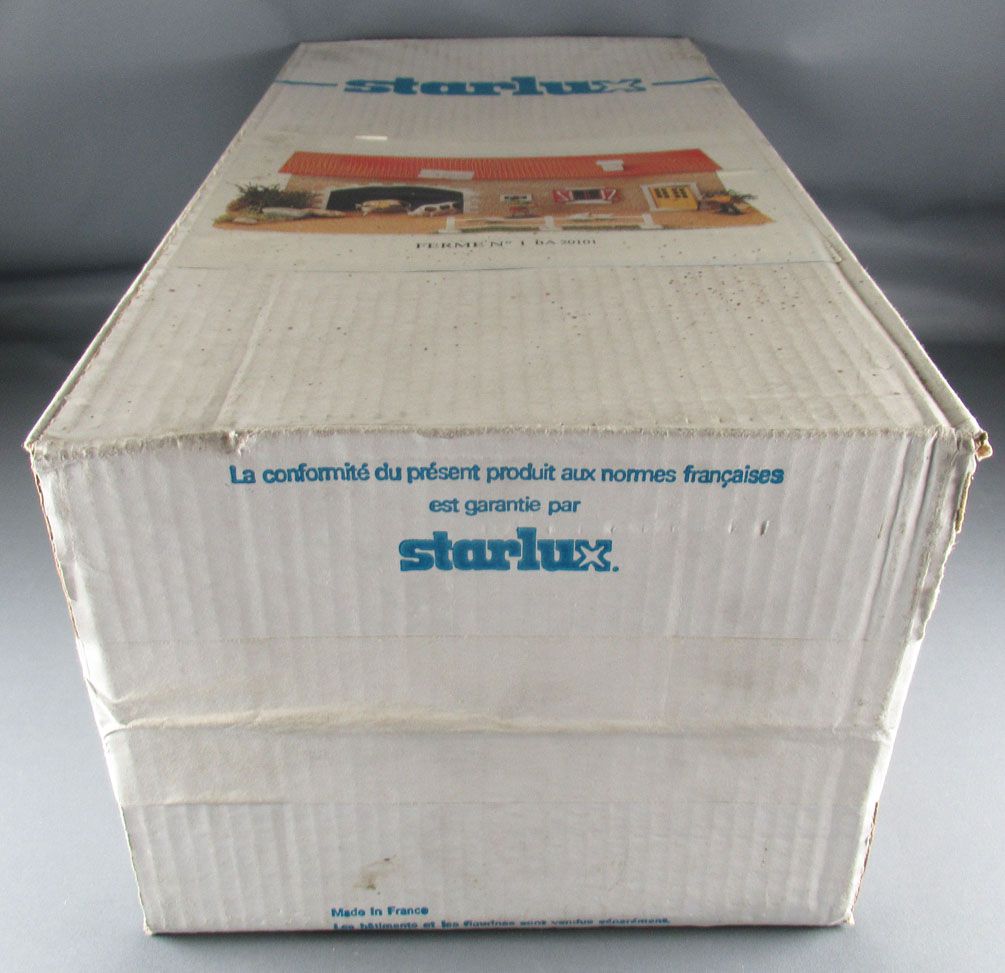 starlux
FERME N° 1 BA 20101
La conformité du présent produit aux normes françaises
est garantie par
starlux.
Made in France
Les bâtiments et les figurines sont vendus séparément.